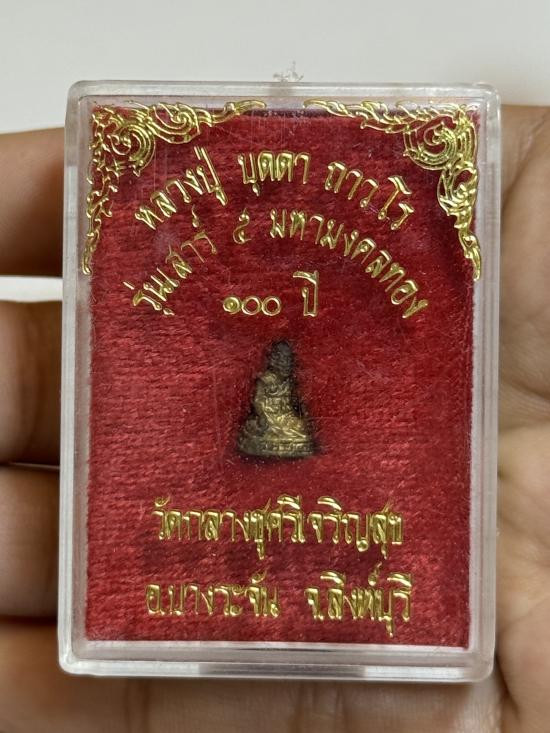 หลวงปู่ บุดดา ถาวโร
รุ่นเสาร์ ๕ มหามงคลทอง
๑๐๐ ปี
วัดกลางชูศรีเจริญสุข
อ.บางระจัน จ.สิงห์บุรี